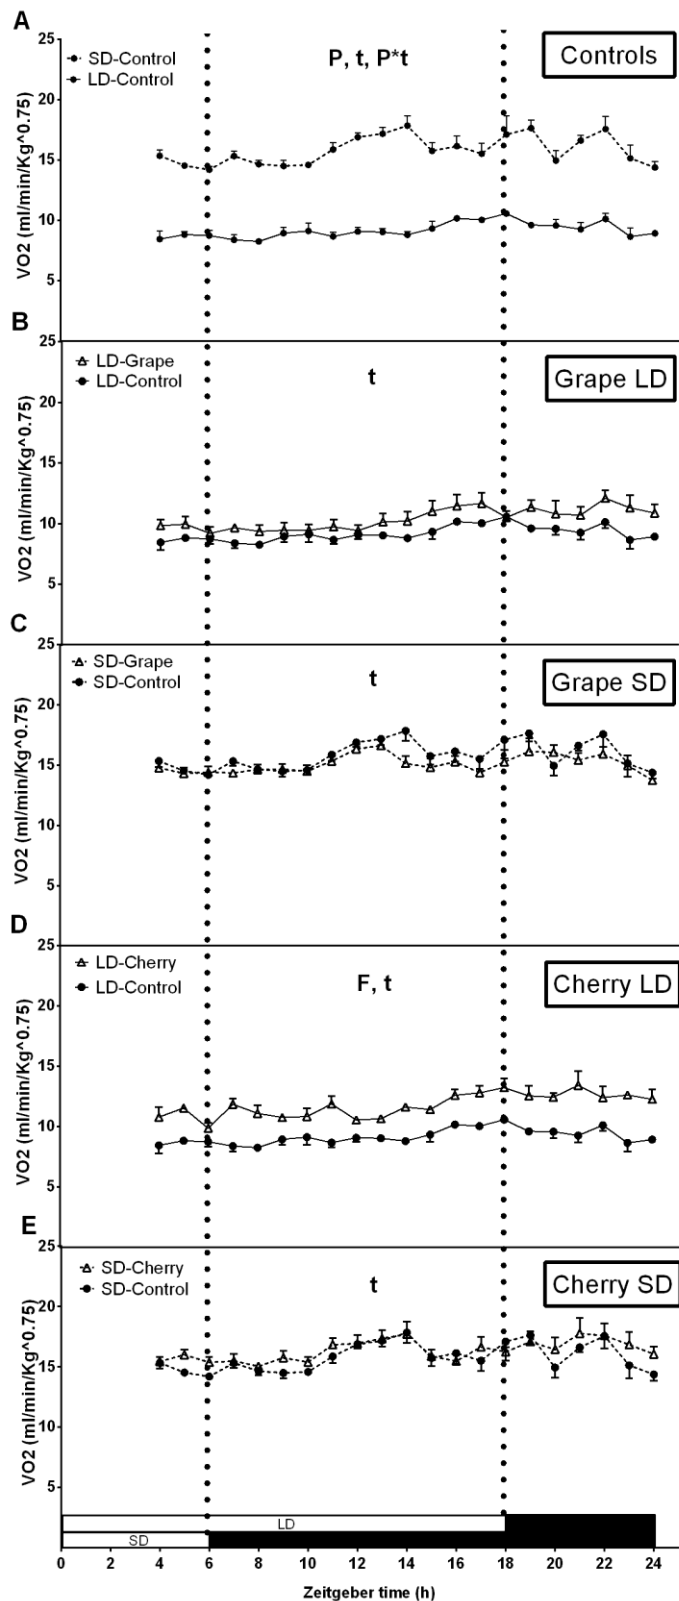 A
25
SD-Control
LD-Control
P, t, P*t
Controls
20
15
10
5
VO2 (ml/min/Kg^0.75)
B
25
LD-Grape
LD-Control
t
Grape LD
20
15
10
5
VO2 (ml/min/Kg^0.75)
C
25
SD-Grape
SD-Control
t
Grape SD
20
15
10
5
VO2 (ml/min/Kg^0.75)
D
25
LD-Cherry
LD-Control
F, t
Cherry LD
20
15
10
5
VO2 (ml/min/Kg^0.75)
E
25
SD-Cherry
SD-Control
t
Cherry SD
20
15
10
5
VO2 (ml/min/Kg^0.75)
LD
SD
0 2 4 6 8 10 12 14 16 18 20 22 24
Zeitgeber time (h)